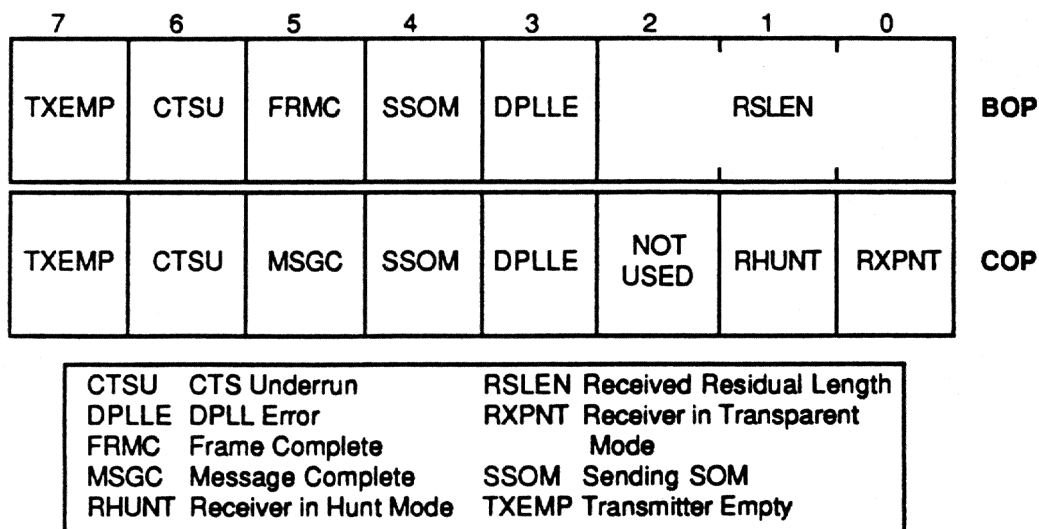 7 6 5 4 3 2 1 0
TXEMP CTSU FRMC SSOM DPLLE RSLEN BOP
TXEMP CTSU MSGC SSOM DPLLE NOT USED RHUNT RXPNT COP
CTSU CTS Underrun
DPLLE DPLL Error
FRMC Frame Complete
MSGC Message Complete
RHUNT Receiver in Hunt Mode
RSLEN Received Residual Length
RXPNT Receiver in Transparent
Mode
SSOM Sending SOM
TXEMP Transmitter Empty